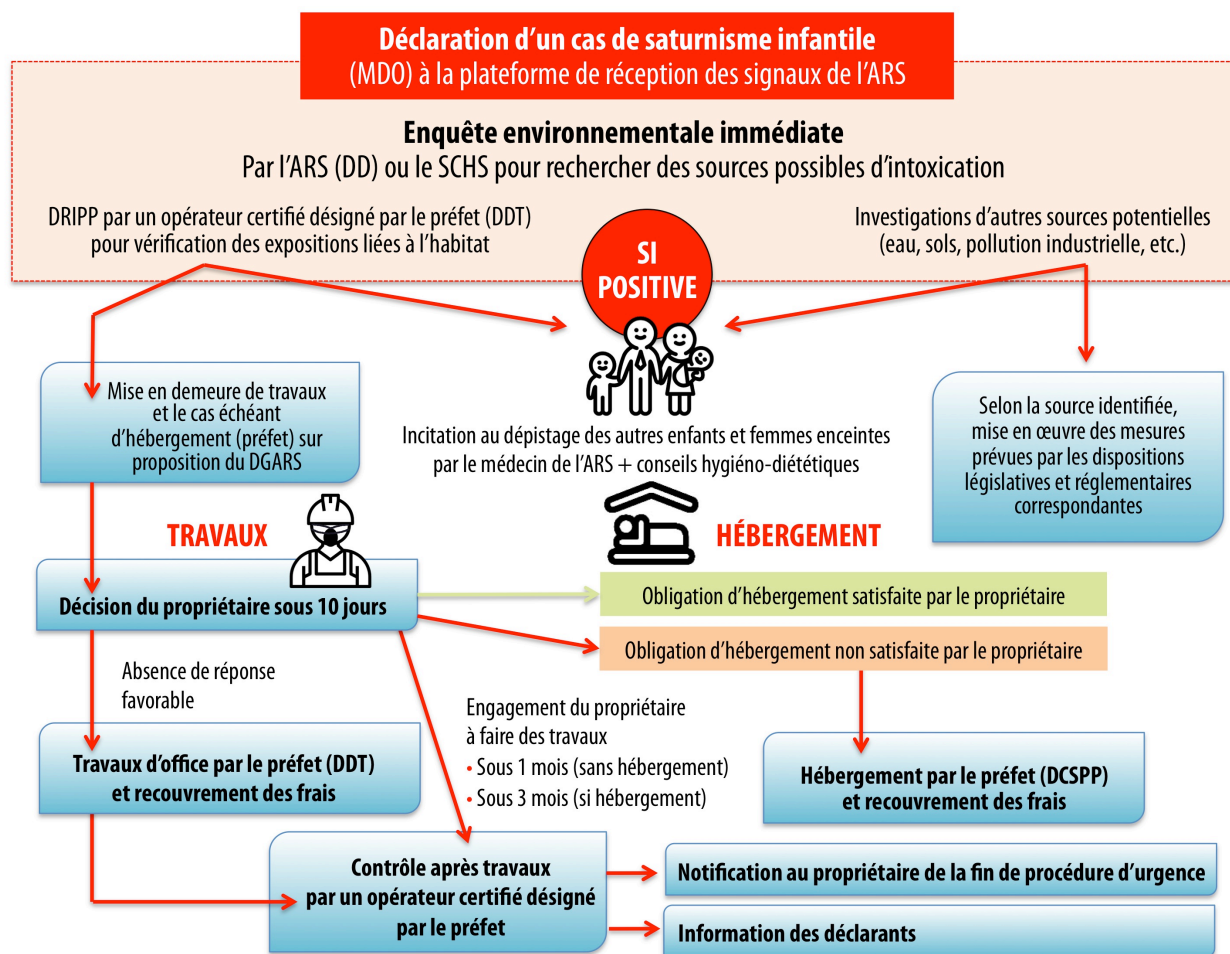 Déclaration d'un cas de saturnisme infantile
(MDO) à la plateforme de réception des signaux de l'ARS
Enquête environnementale immédiate
Par l'ARS (DD) ou le SCHS pour rechercher des sources possibles d'intoxication
DRIPP par un opérateur certifié désigné par le préfet (DDT)
pour vérification des expositions liées à l'habitat
SI
POSITIVE
Investigations d'autres sources potentielles
(eau, sols, pollution industrielle, etc.)
Mise en demeure de travaux
et le cas échéant
d'hébergement (préfet) sur
proposition du DGARS
Incitation au dépistage des autres enfants et femmes enceintes
par le médecin de l'ARS + conseils hygiéno-diététiques
Selon la source identifiée,
mise en œuvre des mesures
prévues par les dispositions
législatives et réglementaires
correspondantes
TRAVAUX
HÉBERGEMENT
Décision du propriétaire sous 10 jours
Obligation d'hébergement satisfaite par le propriétaire
Obligation d'hébergement non satisfaite par le propriétaire
Absence de réponse
favorable
Engagement du propriétaire
à faire des travaux
• Sous 1 mois (sans hébergement)
• Sous 3 mois (si hébergement)
Travaux d'office par le préfet (DDT)
et recouvrement des frais
Hébergement par le préfet (DCSPP)
et recouvrement des frais
Contrôle après travaux
par un opérateur certifié désigné
par le préfet
Notification au propriétaire de la fin de procédure d'urgence
Information des déclarants